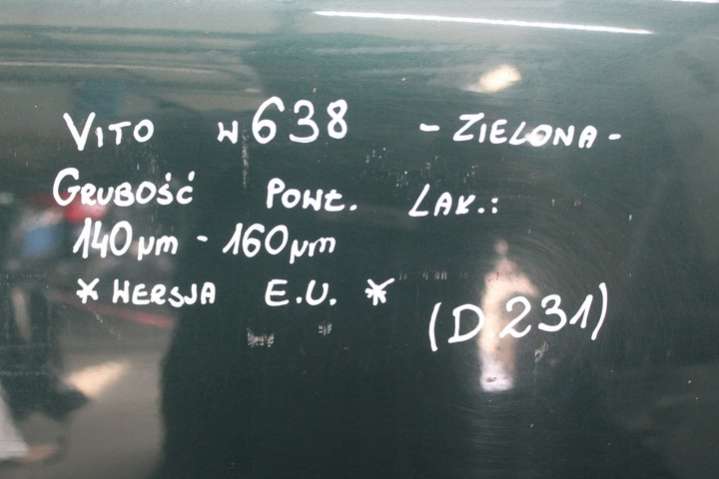 VITO W638 - ZIELONA -
GRUBOŚĆ POWŁ. LAK.:
140µm - 160µm
* WERSJA E.U. *
(D 231)